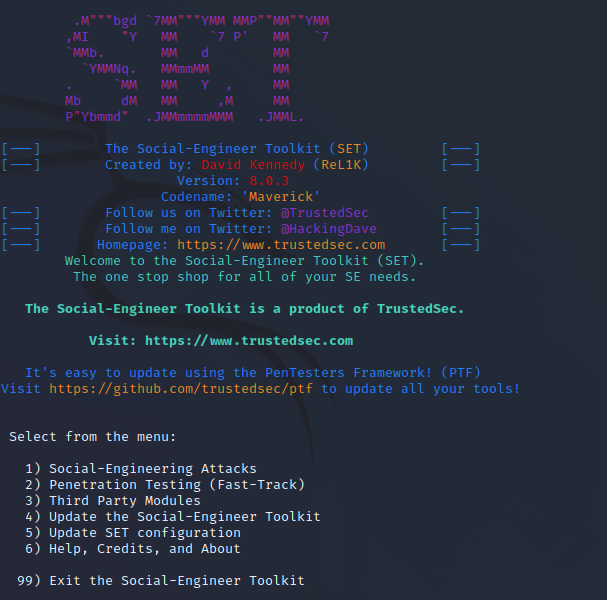 .M"""bgd `7MM"""YMM MMP""MM""YMM
,MI    "Y   MM    `7 P'   MM   `7
`MMb.       MM   d        MM
  `YMMNq.   MMmmMM        MM
.     `MM   MM   Y  ,     MM
Mb     dM   MM     ,M     MM
P"Ybmmd"  .JMMmmmmMMM   .JMML.
[---]        The Social-Engineer Toolkit (SET)         [---]
[---]        Created by: David Kennedy (ReL1K)         [---]
Version: 8.0.3
Codename: 'Maverick'
[---]        Follow us on Twitter: @TrustedSec         [---]
[---]        Follow me on Twitter: @HackingDave        [---]
[---]       Homepage: https://www.trustedsec.com       [---]
Welcome to the Social-Engineer Toolkit (SET).
The one stop shop for all of your SE needs.
The Social-Engineer Toolkit is a product of TrustedSec.
Visit: https://www.trustedsec.com
It's easy to update using the PenTesters Framework! (PTF)
Visit https://github.com/trustedsec/ptf to update all your tools!
Select from the menu:
1) Social-Engineering Attacks
2) Penetration Testing (Fast-Track)
3) Third Party Modules
4) Update the Social-Engineer Toolkit
5) Update SET configuration
6) Help, Credits, and About
99) Exit the Social-Engineer Toolkit